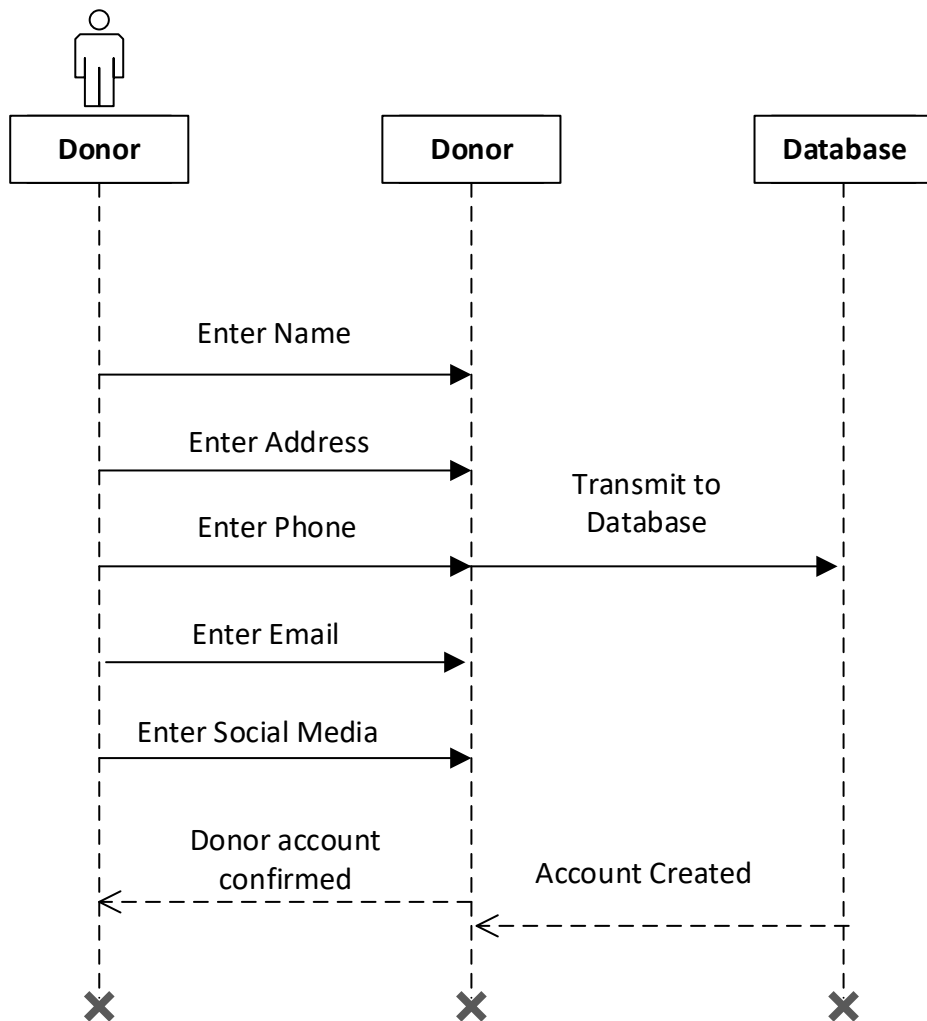 Donor
Donor
Database
Enter Name
Enter Address
Transmit to
Database
Enter Phone
Enter Email
Enter Social Media
Donor account
confirmed
Account Created